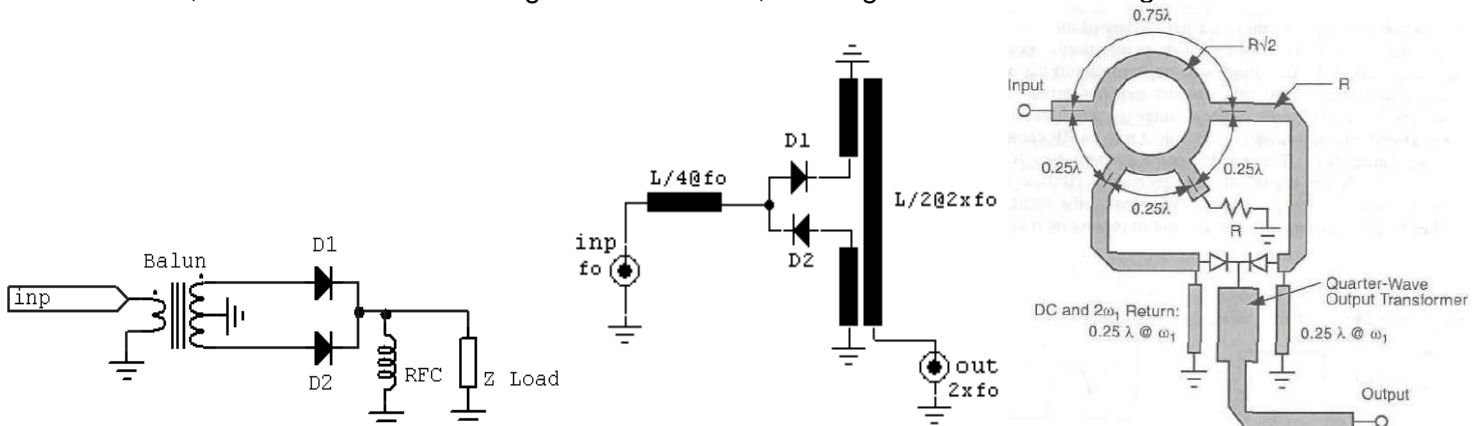 inp
Balun
D1
D2
RFC
Z Load
inp
fo
L/4@fo
D1
D2
L/2@2xfo
out
2xfo
0.75λ
R√2
R
Input
0.25λ
0.25λ
0.25λ
R
Quarter-Wave
Output Transformer
DC and 2ω₁ Return:
0.25 λ @ ω₁
0.25 λ @ ω₁
Output